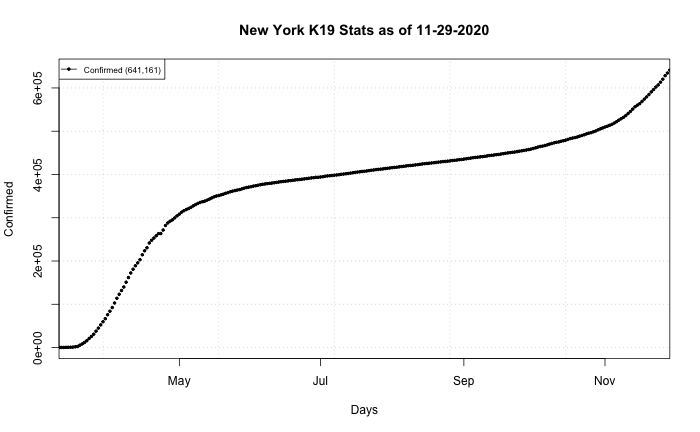 New York K19 Stats as of 11-29-2020
Confirmed (641,161)
6e+05
4e+05
2e+05
0e+00
Confirmed
May Jul Sep Nov
Days